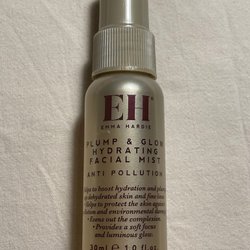 EH
EMMA HARDIE
PLUMP & GLOW
HYDRATING
FACIAL MIST
ANTI POLLUTION
Helps to boost hydration and plump
dehydrated skin and fine lines
• Helps to protect the skin against
pollution and environmental
• Evens out the complexion.
• Provides a soft focus
and luminous glow.
30ml e 1.0 fl.oz.